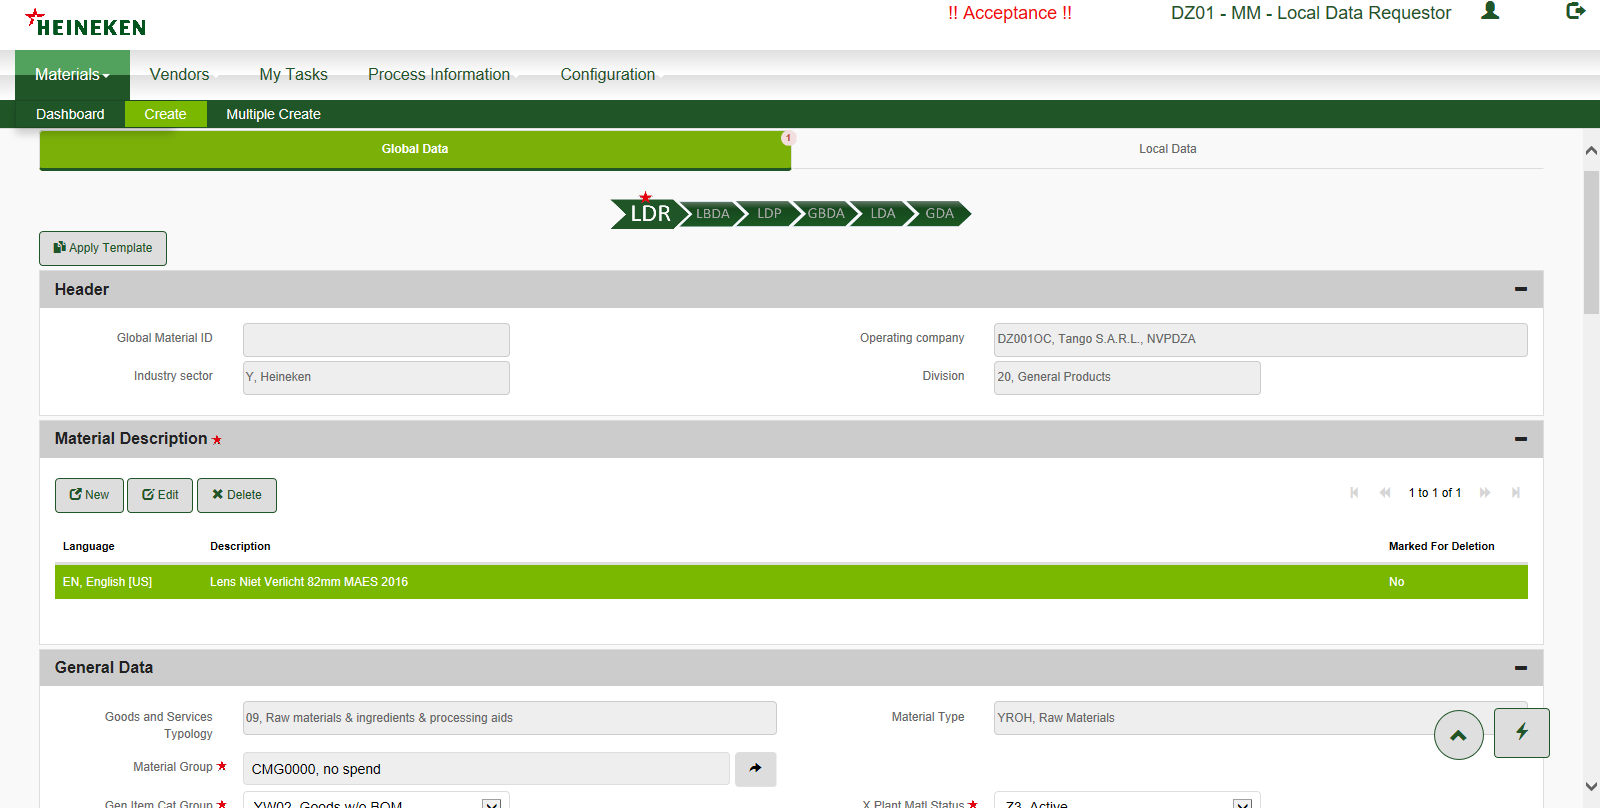 HEINEKEN
!! Acceptance !!
DZ01 - MM - Local Data Requestor
Materials
Vendors
My Tasks
Process Information
Configuration
Dashboard
Create
Multiple Create
Global Data
1
Local Data
LDR
LBDA
LDP
GBDA
LDA
GDA
Apply Template
Header
Global Material ID
Operating company
DZ001OC, Tango S.A.R.L., NVPDZA
Industry sector
Y, Heineken
Division
20, General Products
Material Description
New
Edit
Delete
1 to 1 of 1
Language
Description
Marked For Deletion
EN, English [US]
Lens Niet Verlicht 82mm MAES 2016
No
General Data
Goods and Services
Typology
09, Raw materials & ingredients & processing aids
Material Type
YROH, Raw Materials
Material Group
CMG0000, no spend
Gen Item Cat Group
YW02, Goods w/o BOM
X Plant Matl Status
Z3, Active